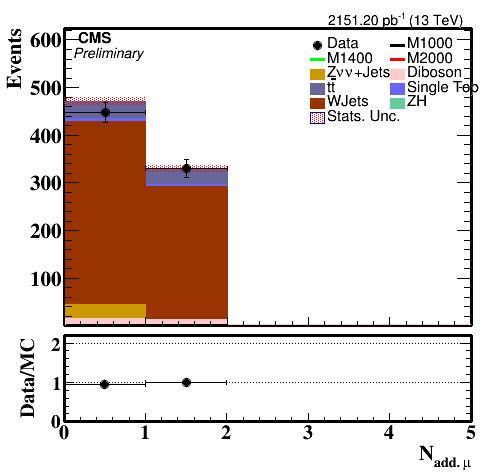 2151.20 pb⁻¹ (13 TeV)
CMS
Preliminary
Data
M1000
M1400
M2000
Zνν+Jets
Diboson
tt̅
Single Top
WJets
ZH
Stats. Unc.
Events
600
500
400
300
200
100
Data/MC
2
1
0
0 1 2 3 4 5
N add. μ